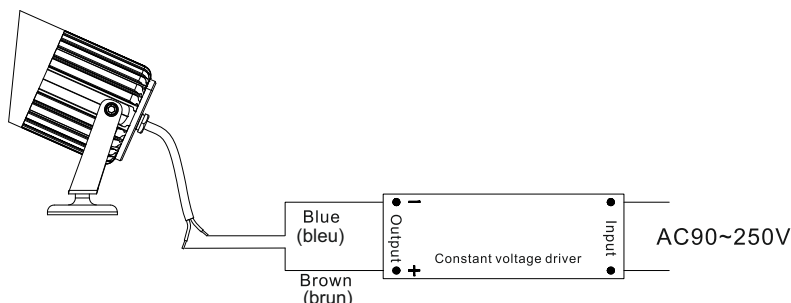 Blue
(bleu)
Brown
(brun)
−
Output
+
Constant voltage driver
Input
AC90~250V